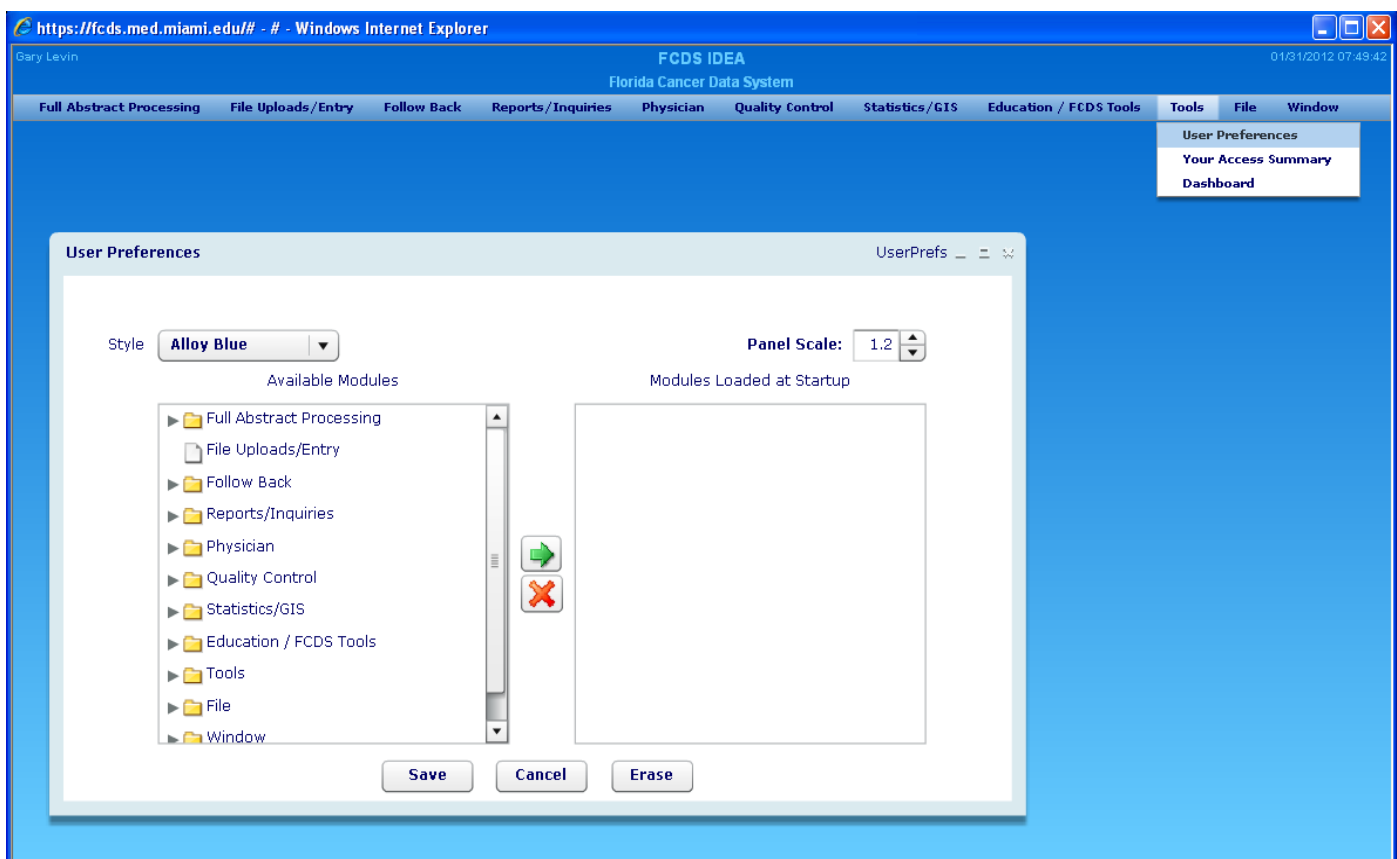 https://fcds.med.miami.edu/# - # - Windows Internet Explorer
Gary Levin FCDS IDEA 01/31/2012 07:49:42
Florida Cancer Data System
Full Abstract Processing File Uploads/Entry Follow Back Reports/Inquiries Physician Quality Control Statistics/GIS Education / FCDS Tools Tools File Window
User Preferences
Your Access Summary
Dashboard
User Preferences UserPrefs
Style Alloy Blue Panel Scale: 1.2
Available Modules Modules Loaded at Startup
Full Abstract Processing
File Uploads/Entry
Follow Back
Reports/Inquiries
Physician
Quality Control
Statistics/GIS
Education / FCDS Tools
Tools
File
Window
Save Cancel Erase